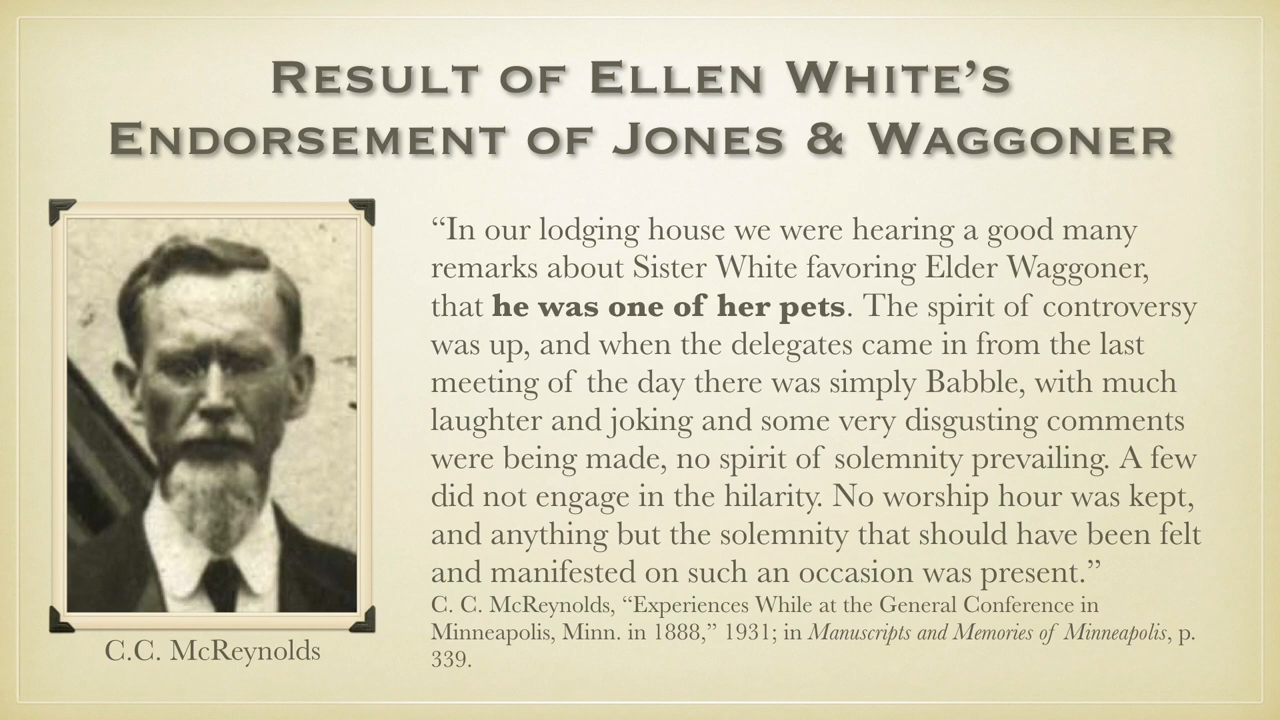 Result of Ellen White’s
Endorsement of Jones & Waggoner
“In our lodging house we were hearing a good many
remarks about Sister White favoring Elder Waggoner,
that he was one of her pets. The spirit of controversy
was up, and when the delegates came in from the last
meeting of the day there was simply Babble, with much
laughter and joking and some very disgusting comments
were being made, no spirit of solemnity prevailing. A few
did not engage in the hilarity. No worship hour was kept,
and anything but the solemnity that should have been felt
and manifested on such an occasion was present.”
C. C. McReynolds, “Experiences While at the General Conference in
Minneapolis, Minn. in 1888,” 1931; in Manuscripts and Memories of Minneapolis, p.
339.
C.C. McReynolds